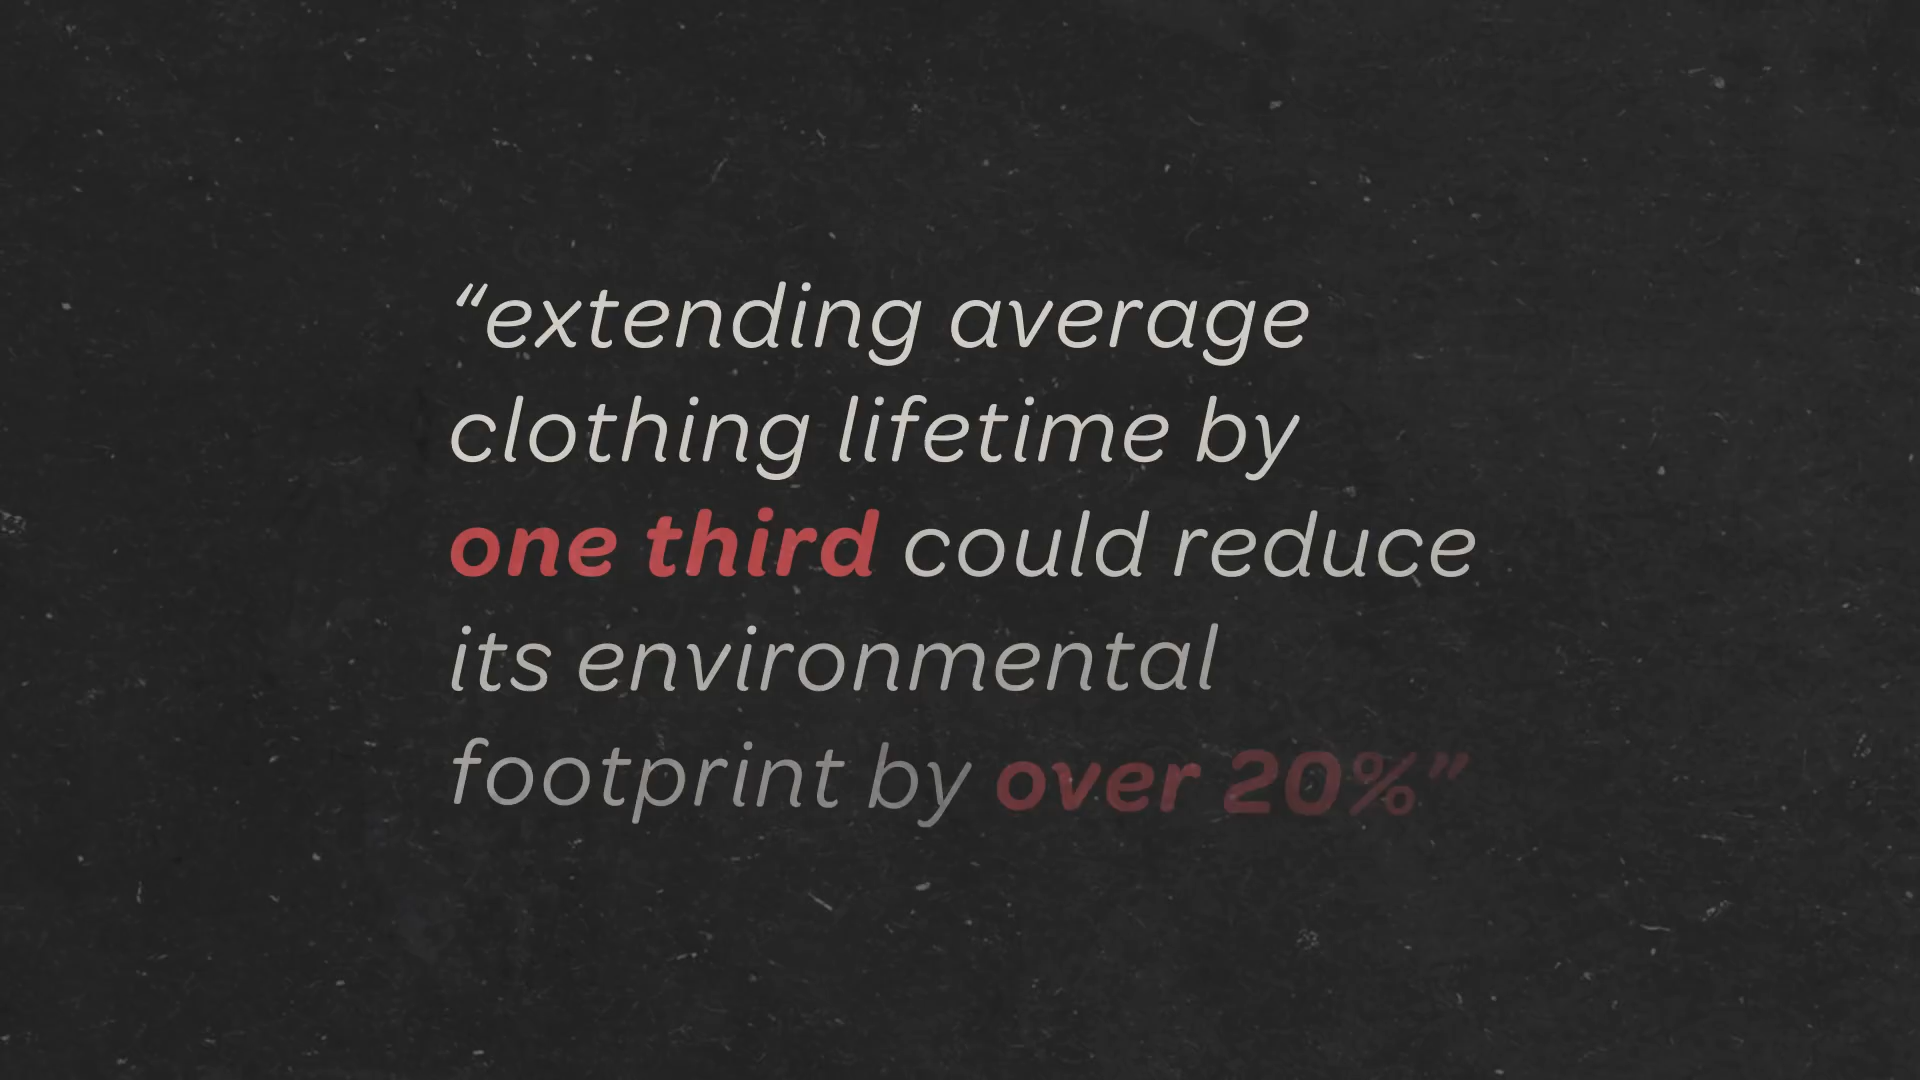 “extending average
clothing lifetime by
one third could reduce
its environmental
footprint by over 20%”